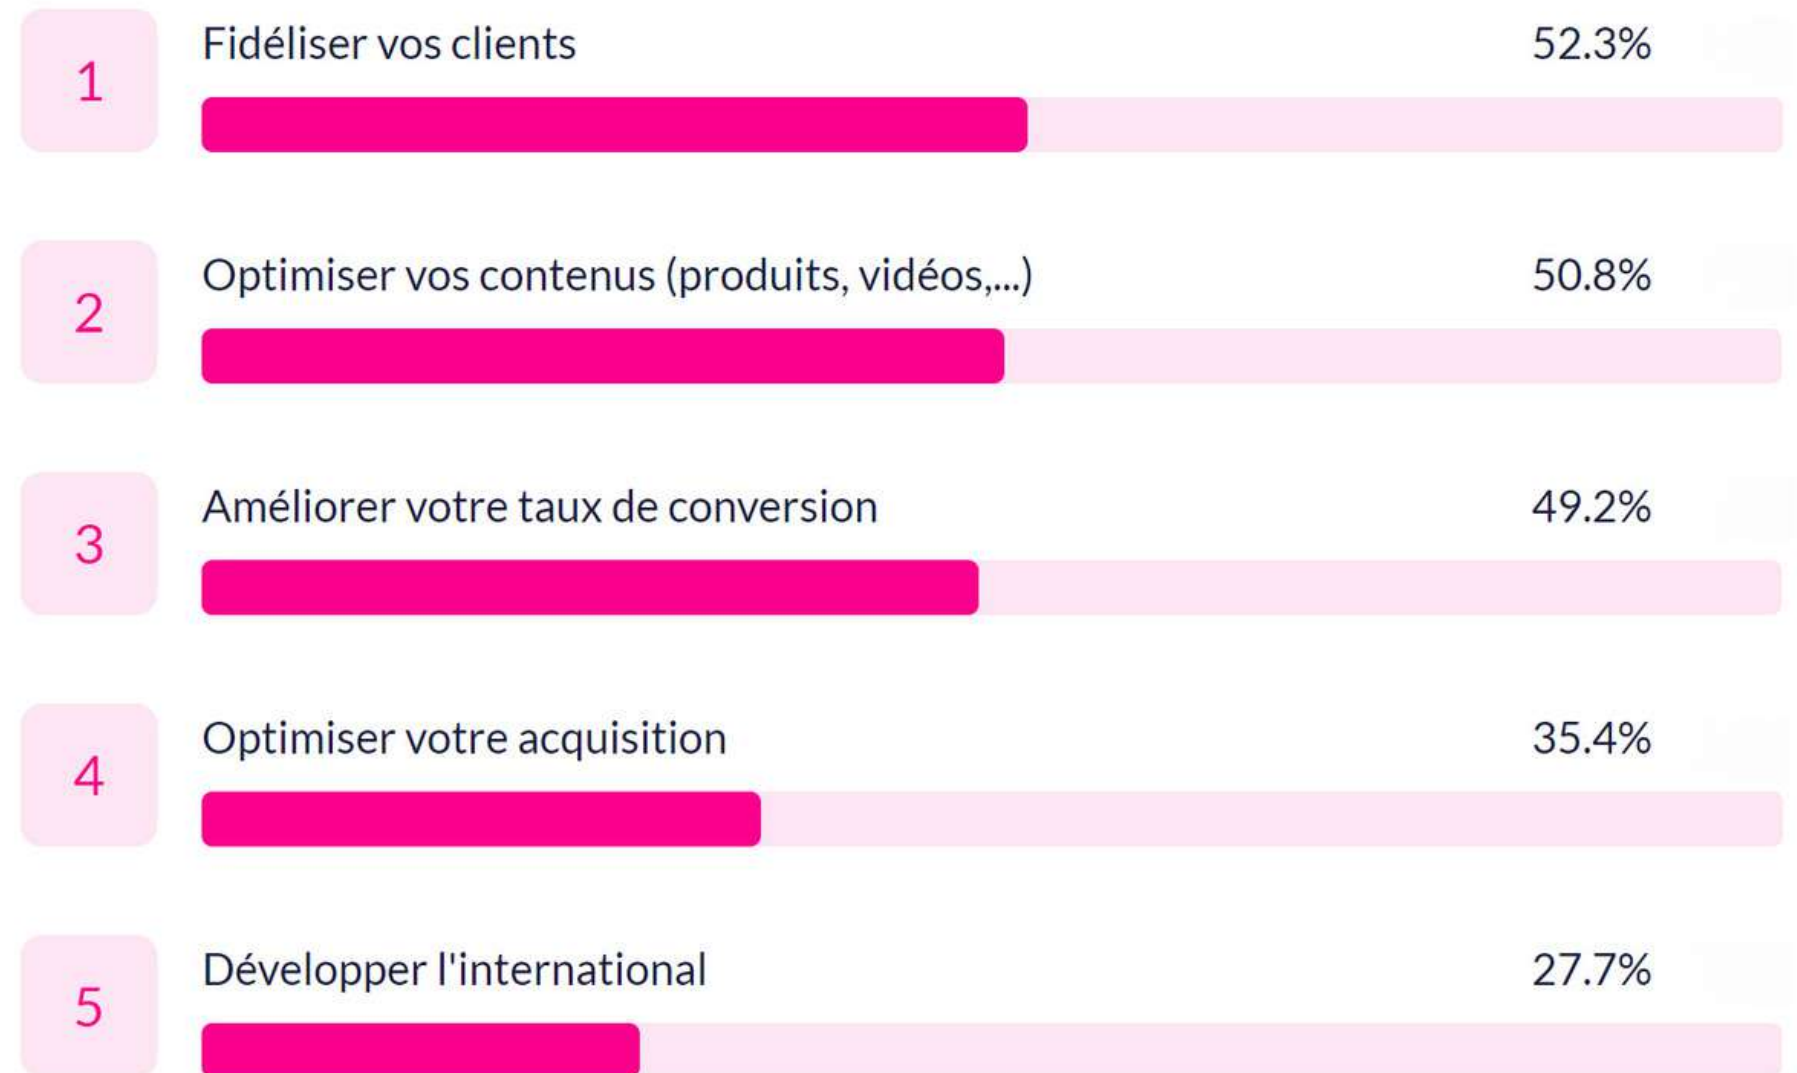 1
Fidéliser vos clients 52.3%
2
Optimiser vos contenus (produits, vidéos,...) 50.8%
3
Améliorer votre taux de conversion 49.2%
4
Optimiser votre acquisition 35.4%
5
Développer l'international 27.7%